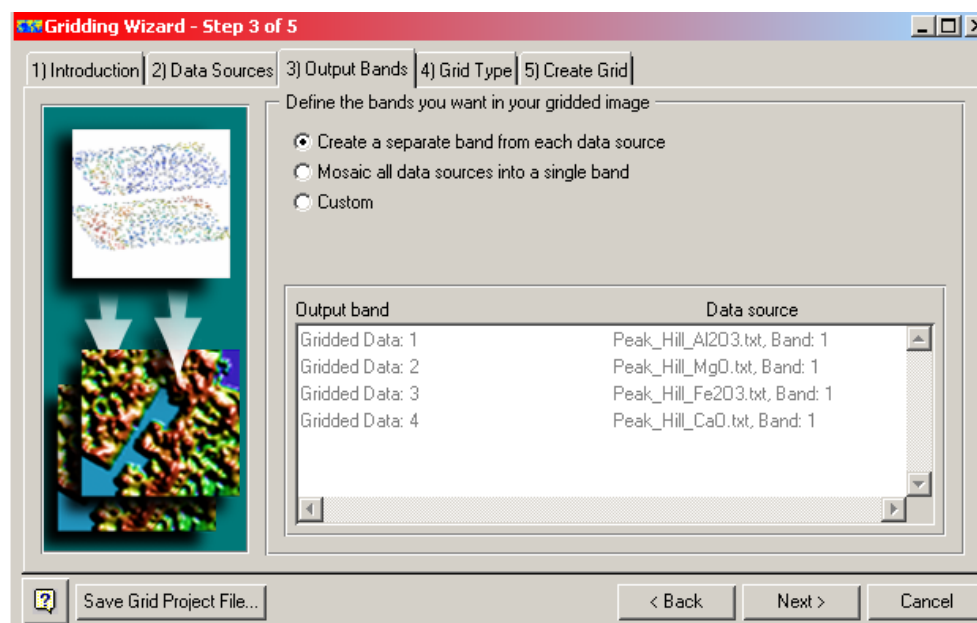 Gridding Wizard - Step 3 of 5
1) Introduction 2) Data Sources 3) Output Bands 4) Grid Type 5) Create Grid
Define the bands you want in your gridded image
Create a separate band from each data source
Mosaic all data sources into a single band
Custom
Output band Data source
Gridded Data: 1 Peak_Hill_Al2O3.txt, Band: 1
Gridded Data: 2 Peak_Hill_MgO.txt, Band: 1
Gridded Data: 3 Peak_Hill_Fe2O3.txt, Band: 1
Gridded Data: 4 Peak_Hill_CaO.txt, Band: 1
? Save Grid Project File... < Back Next > Cancel